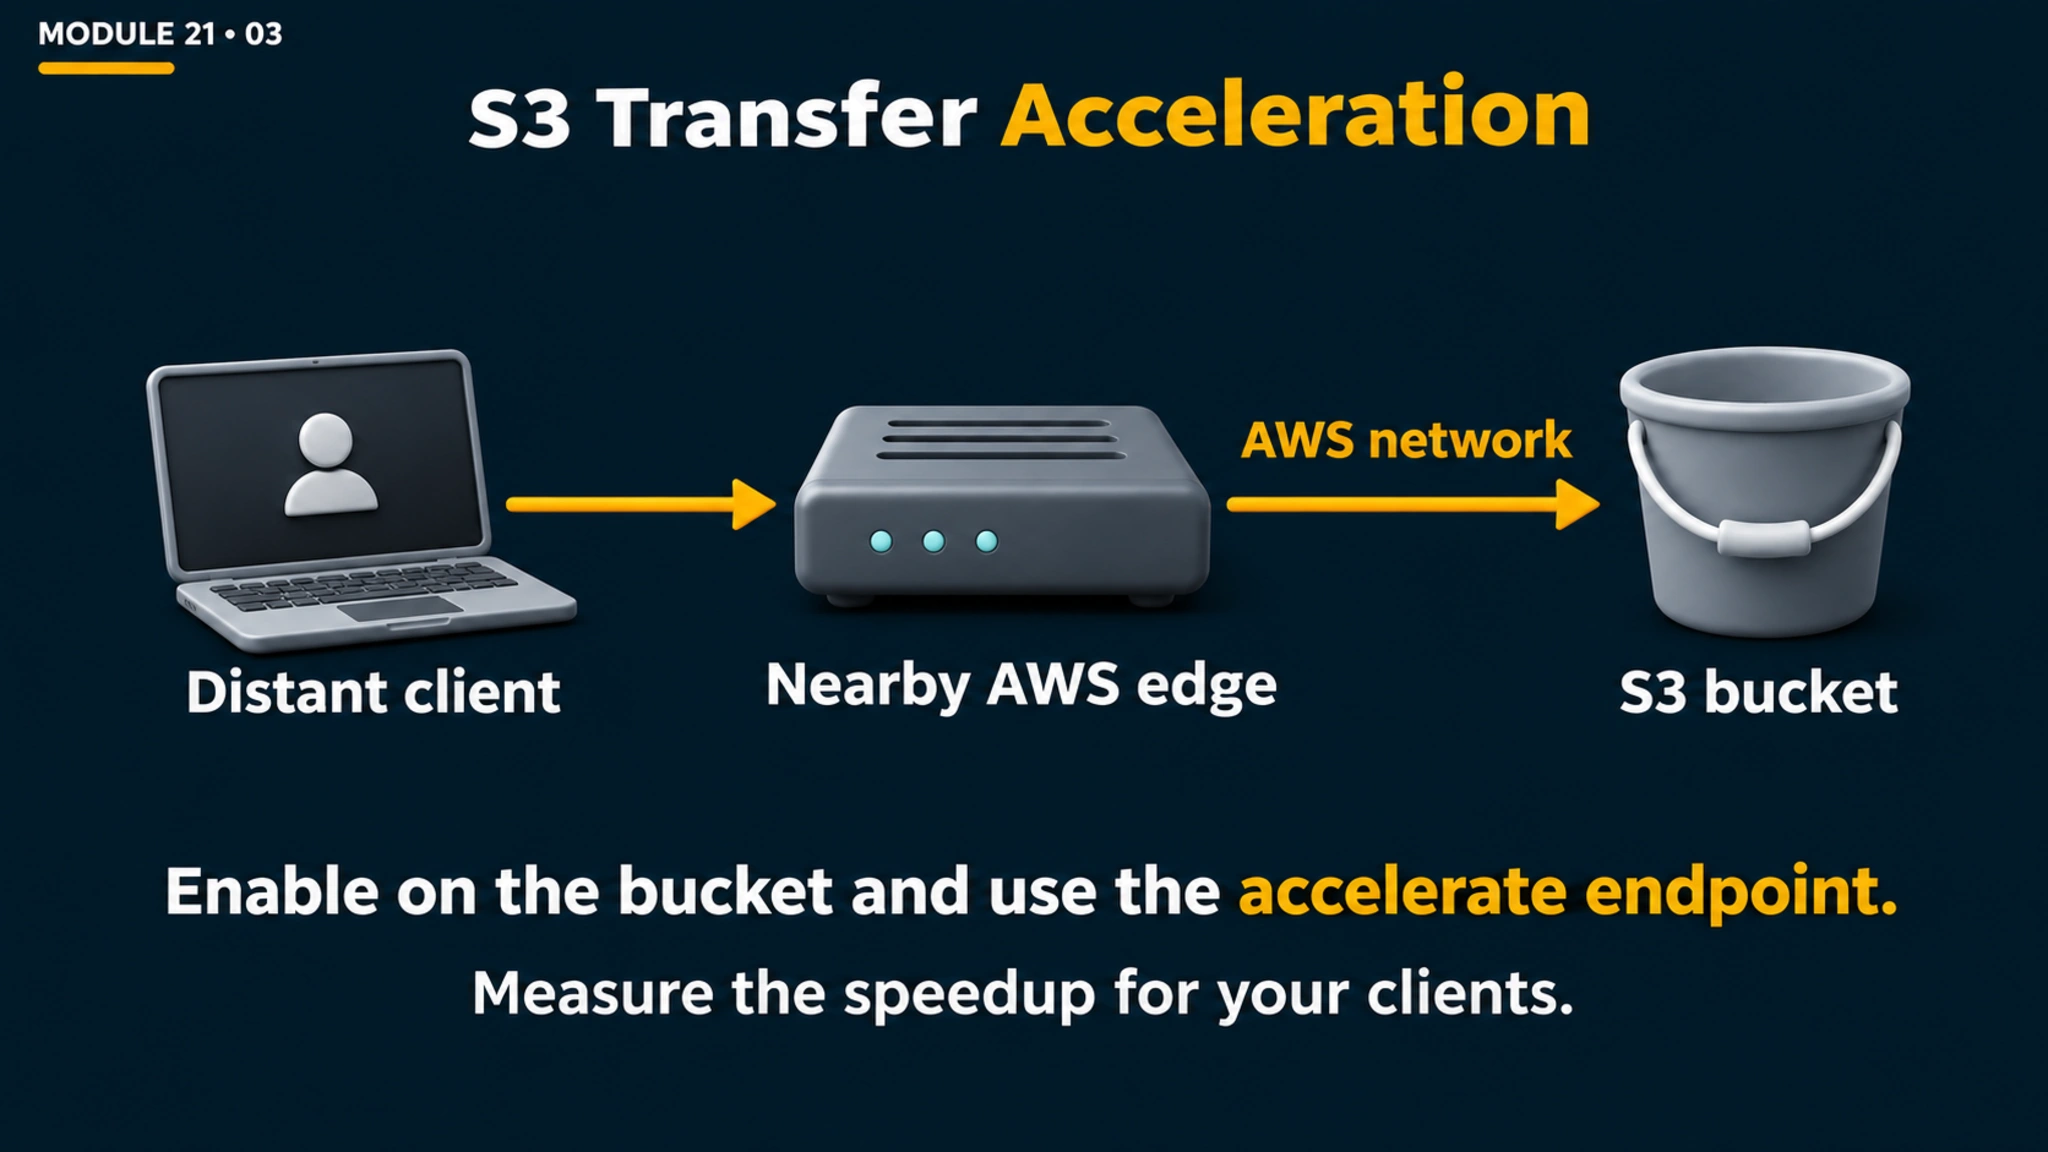 MODULE 21 • 03
S3 Transfer Acceleration
AWS network
Distant client
Nearby AWS edge
S3 bucket
Enable on the bucket and use the accelerate endpoint.
Measure the speedup for your clients.